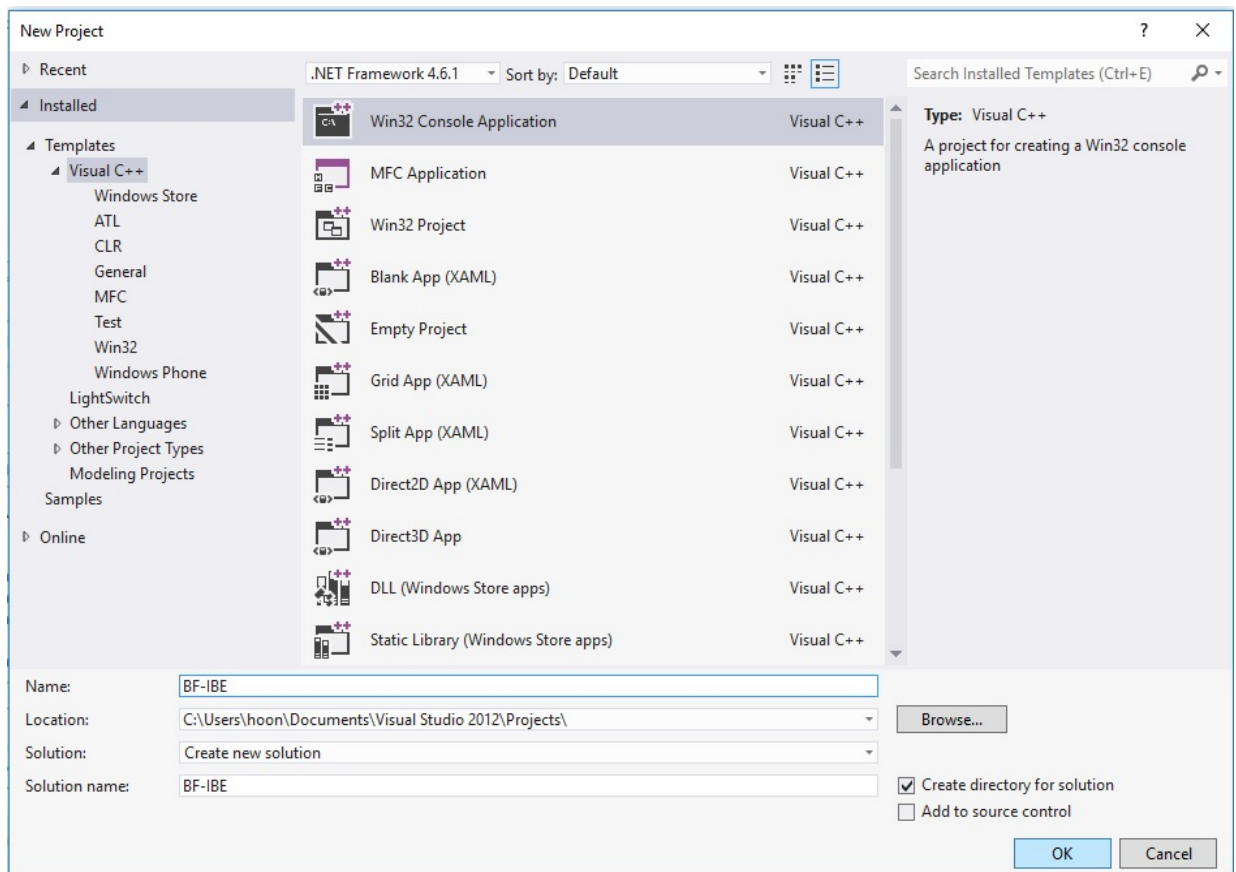 New Project
?
Recent
Installed
Templates
Visual C++
Windows Store
ATL
CLR
General
MFC
Test
Win32
Windows Phone
LightSwitch
Other Languages
Other Project Types
Modeling Projects
Samples
Online
.NET Framework 4.6.1 Sort by: Default
Win32 Console Application Visual C++
MFC Application Visual C++
Win32 Project Visual C++
Blank App (XAML) Visual C++
Empty Project Visual C++
Grid App (XAML) Visual C++
Split App (XAML) Visual C++
Direct2D App (XAML) Visual C++
Direct3D App Visual C++
DLL (Windows Store apps) Visual C++
Static Library (Windows Store apps) Visual C++
Search Installed Templates (Ctrl+E)
Type: Visual C++
A project for creating a Win32 console
application
Name: BF-IBE
Location: C:\Users\hoon\Documents\Visual Studio 2012\Projects\ Browse...
Solution: Create new solution
Solution name: BF-IBE
Create directory for solution
Add to source control
OK Cancel